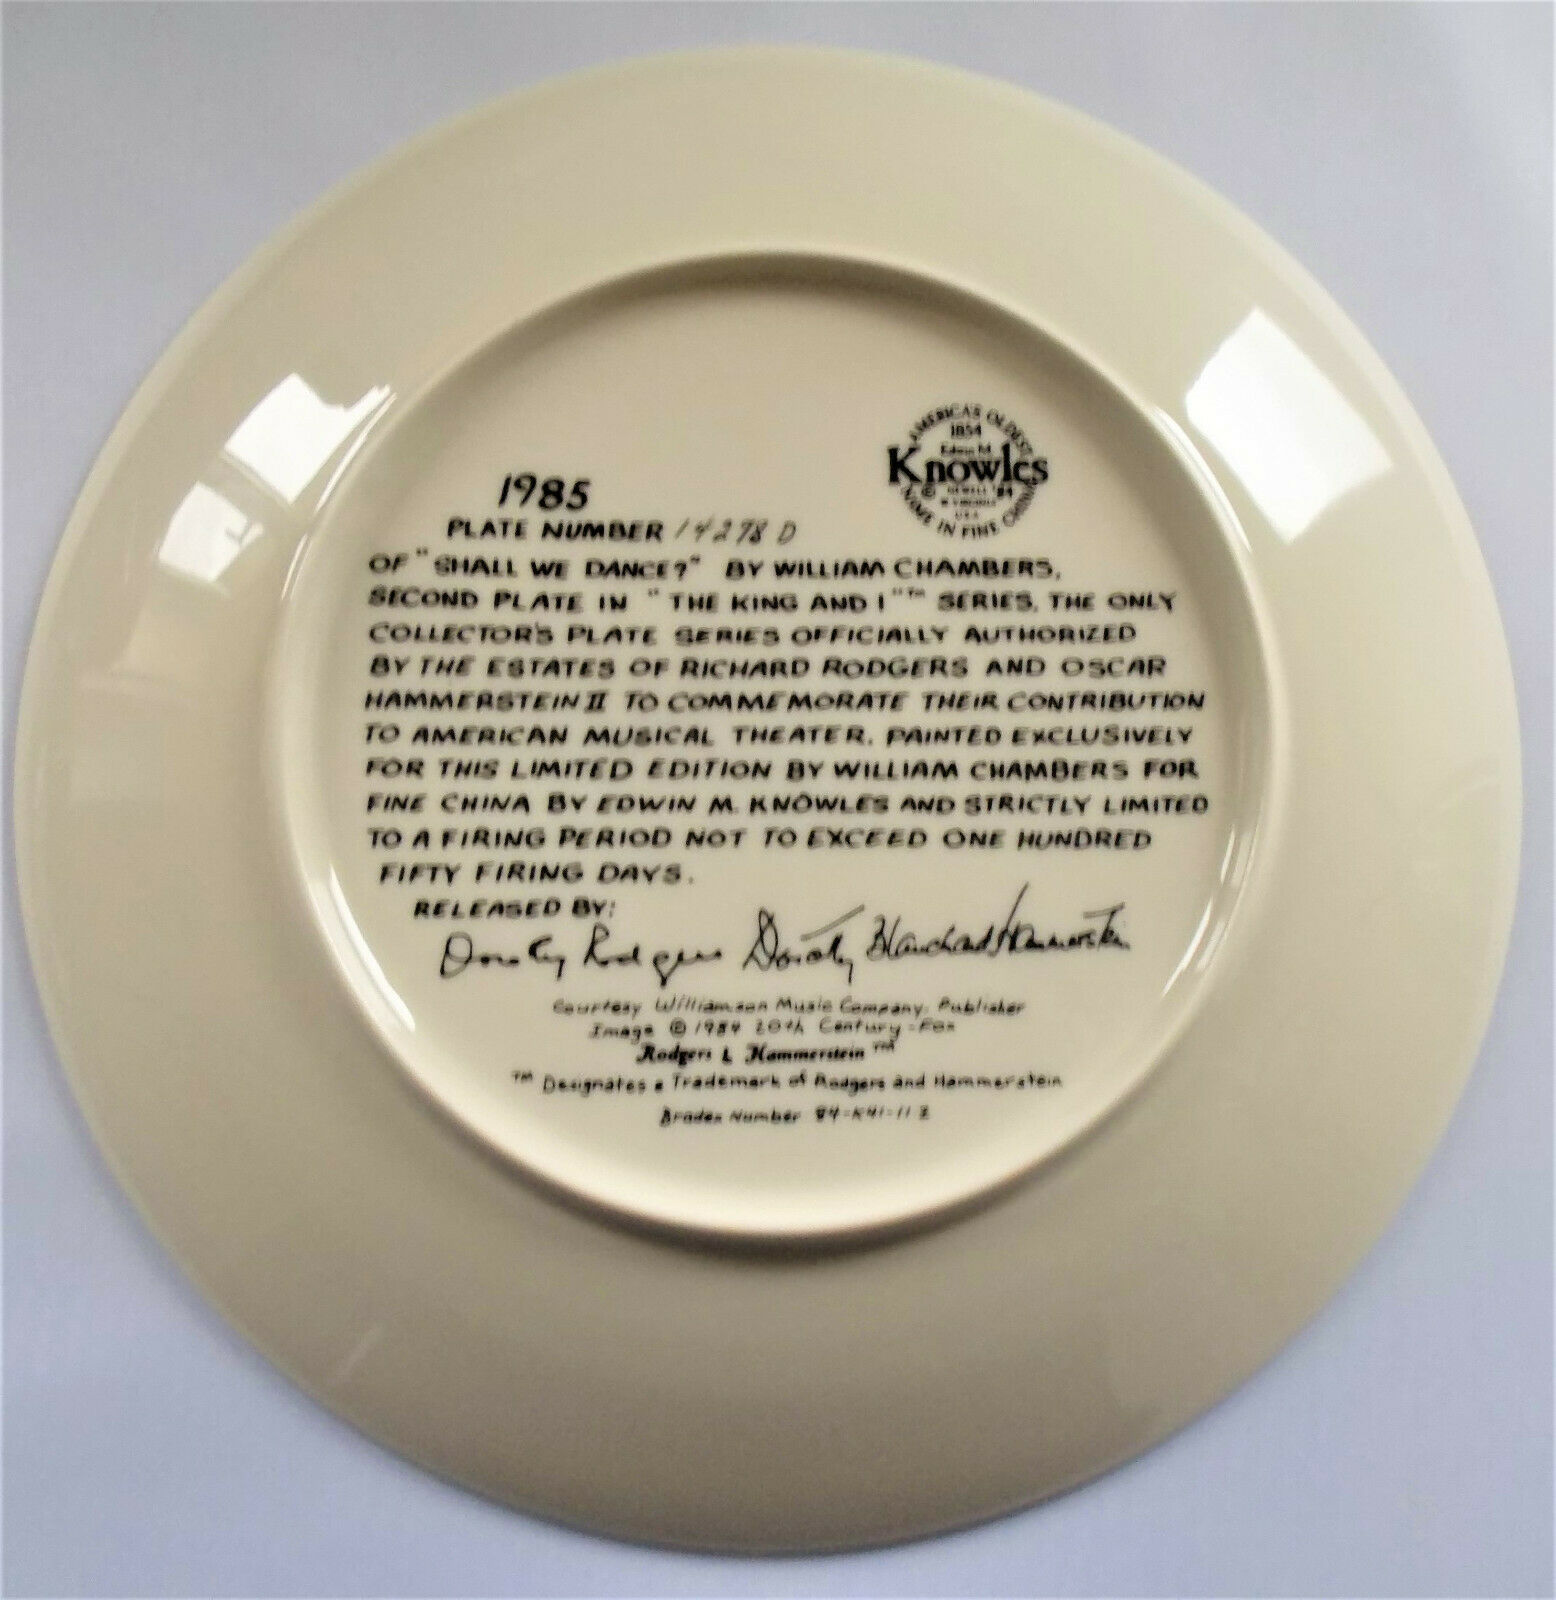 AMERICA'S OLDEST
1854
Edwin M.
Knowles
© NEWELL '84
W. VIRGINIA
U.S.A.
NAME IN FINE CHINA
1985
PLATE NUMBER 14278 D
OF "SHALL WE DANCE?" BY WILLIAM CHAMBERS,
SECOND PLATE IN "THE KING AND I"™ SERIES, THE ONLY
COLLECTOR'S PLATE SERIES OFFICIALLY AUTHORIZED
BY THE ESTATES OF RICHARD RODGERS AND OSCAR
HAMMERSTEIN II TO COMMEMORATE THEIR CONTRIBUTION
TO AMERICAN MUSICAL THEATER. PAINTED EXCLUSIVELY
FOR THIS LIMITED EDITION BY WILLIAM CHAMBERS FOR
FINE CHINA BY EDWIN M. KNOWLES AND STRICTLY LIMITED
TO A FIRING PERIOD NOT TO EXCEED ONE HUNDRED
FIFTY FIRING DAYS.
RELEASED BY:
Dorothy Rodgers Dorothy Blanchard Hammerstein
Courtesy Williamson Music Company, Publisher
Image © 1984 20th Century-Fox
Rodgers & Hammerstein ™
™ Designates a Trademark of Rodgers and Hammerstein
Bradex Number 84-K41-11.2